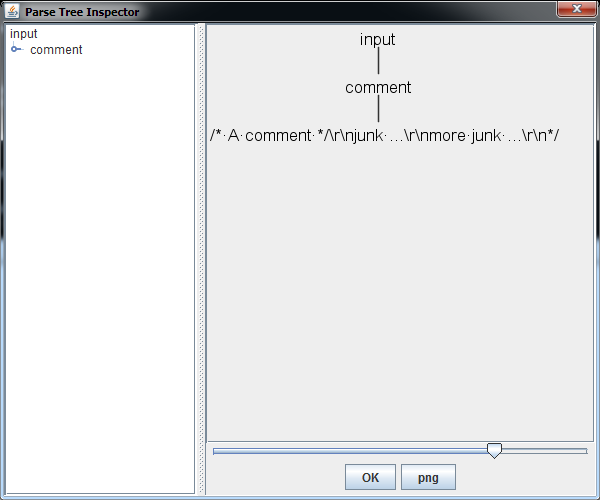 Parse Tree Inspector
input
comment
input
comment
/*·A·comment·*/\r\njunk·...\r\nmore·junk·...\r\n*/
OK
png